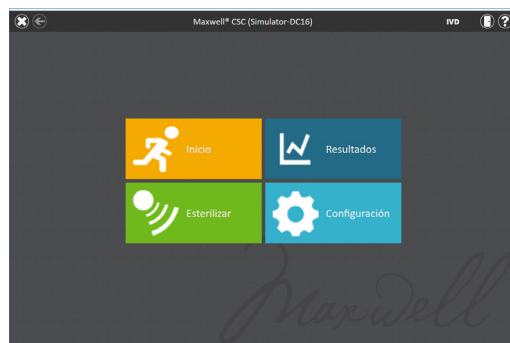 Maxwell® CSC (Simulator-DC16)
IVD
?
Inicio
Resultados
Esterilizar
Configuración
Maxwell